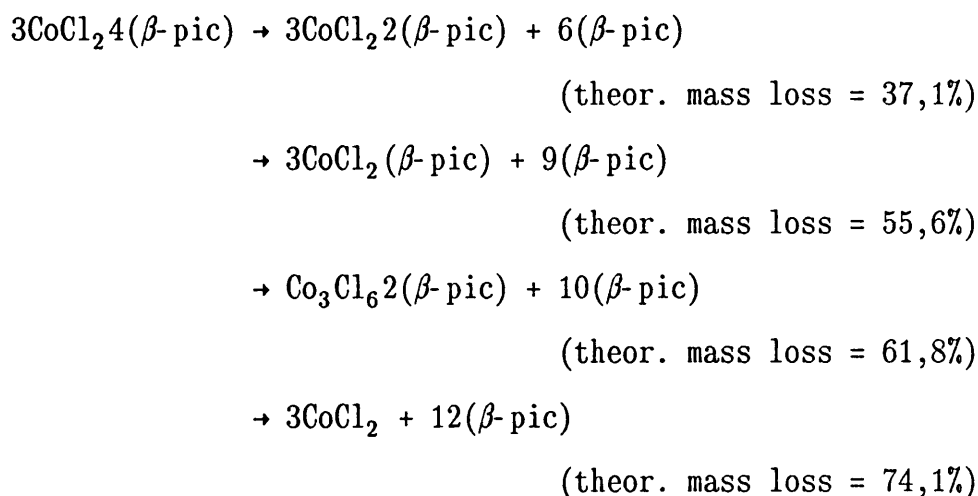 3CoCl₂4(β-pic) → 3CoCl₂2(β-pic) + 6(β-pic)
(theor. mass loss = 37,1%)
→ 3CoCl₂(β-pic) + 9(β-pic)
(theor. mass loss = 55,6%)
→ Co₃Cl₆2(β-pic) + 10(β-pic)
(theor. mass loss = 61,8%)
→ 3CoCl₂ + 12(β-pic)
(theor. mass loss = 74,1%)